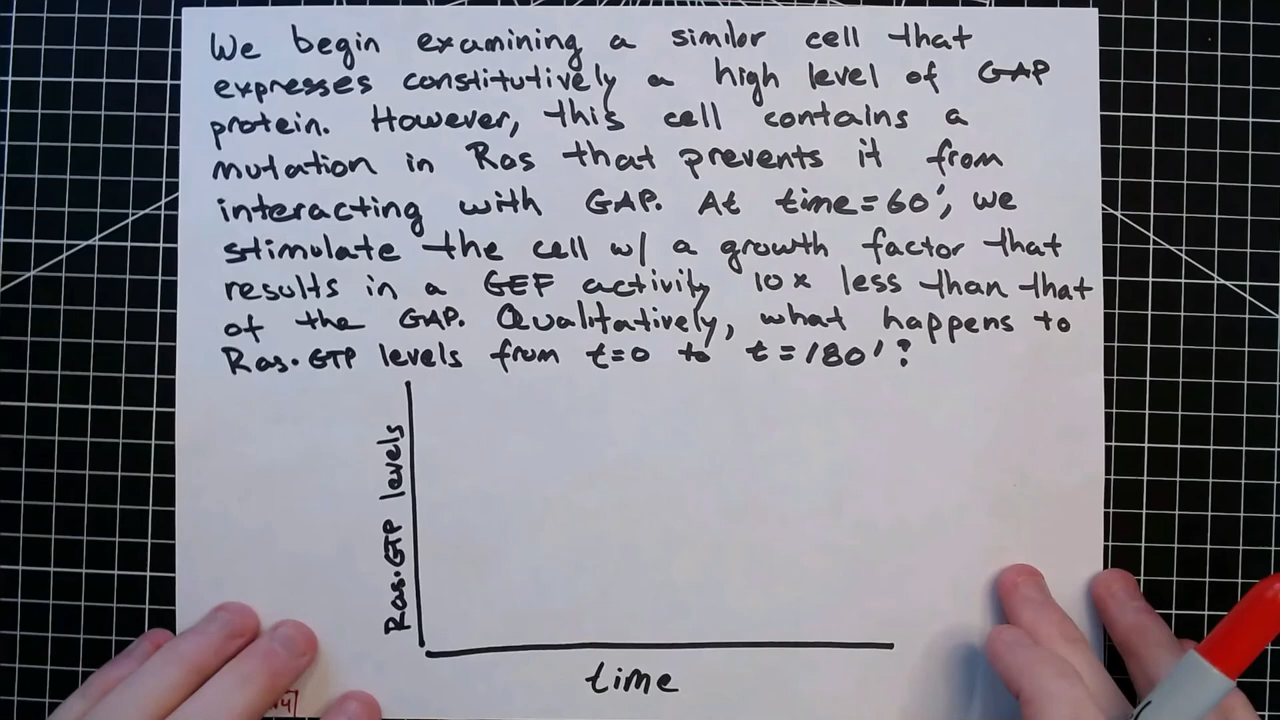 We begin examining a similar cell that
expresses constitutively a high level of GAP
protein. However, this cell contains a
mutation in Ras that prevents it from
interacting with GAP. At time=60', we
stimulate the cell w/ a growth factor that
results in a GEF activity 10x less than that
of the GAP. Qualitatively, what happens to
Ras·GTP levels from t=0 to t=180'?
Ras·GTP levels
time